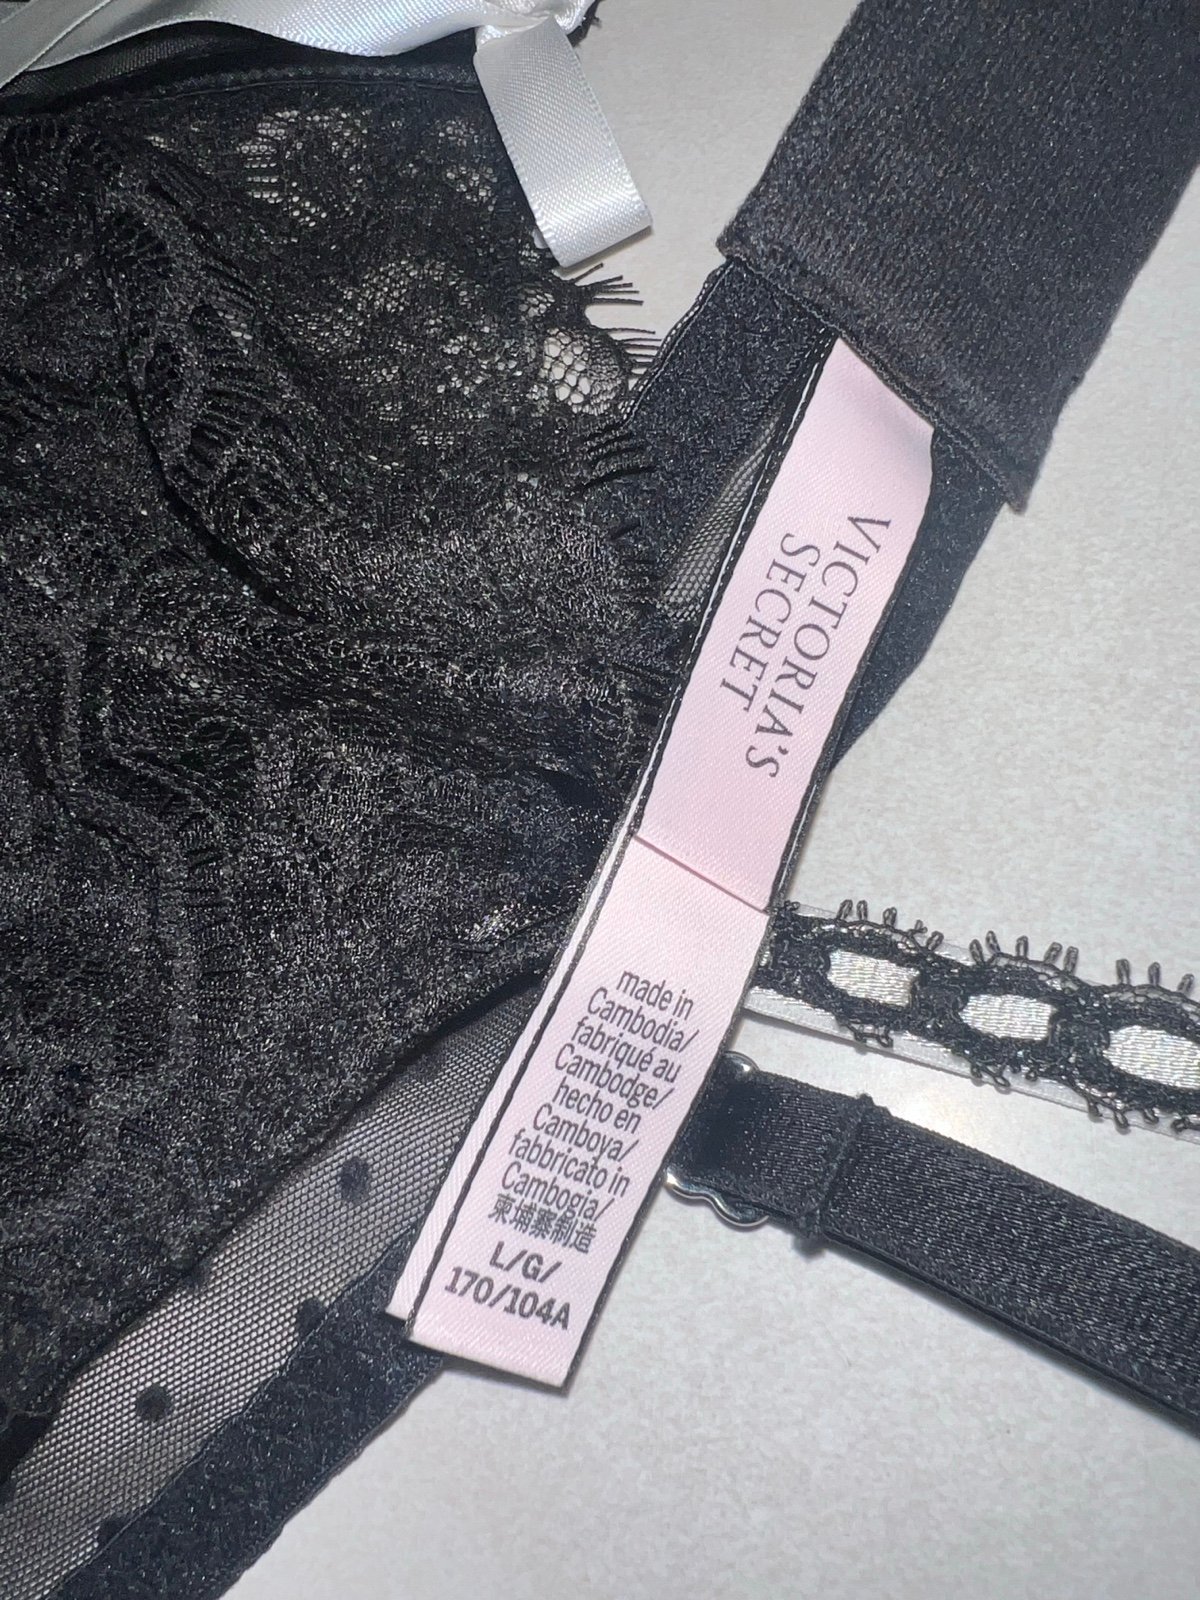 VICTORIA'S
SECRET
made in
Cambodia/
fabriqué au
Cambodge/
hecho en
Camboya/
fabbricato in
Cambogia/
柬埔寨制造
L/G/
170/104A